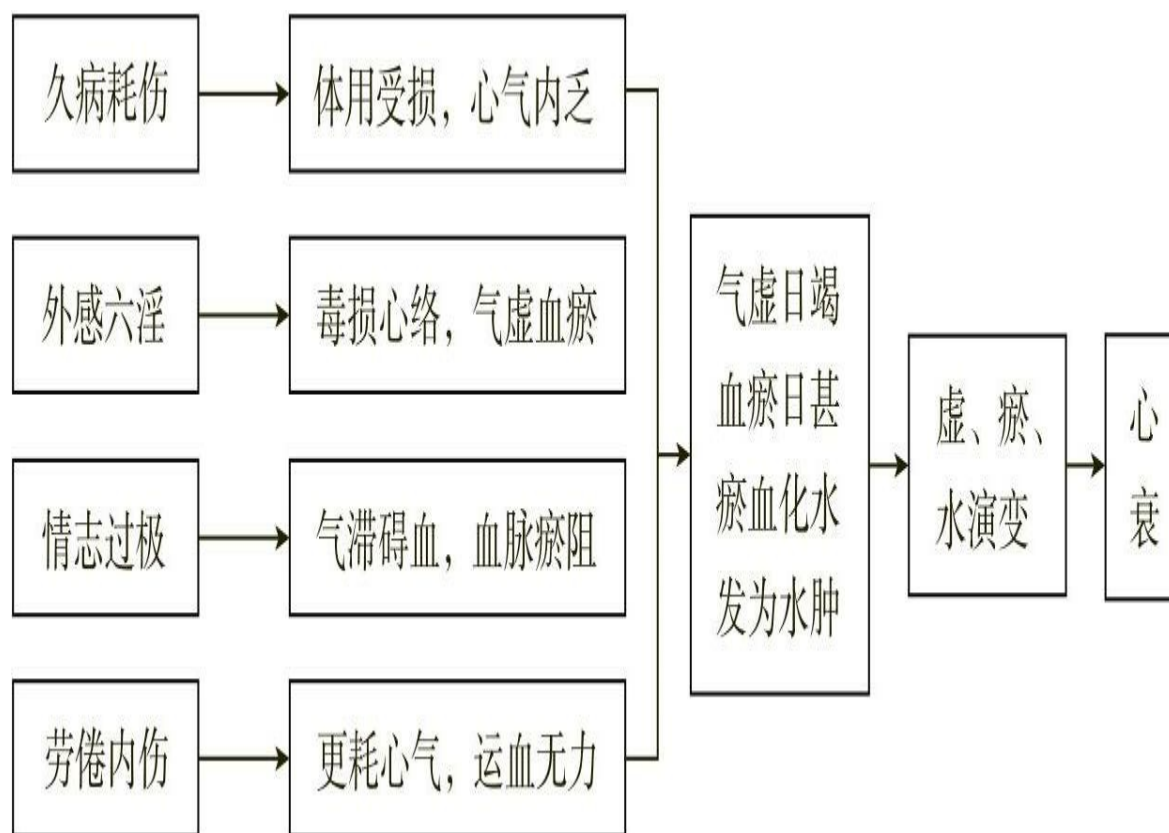 久病耗伤
体用受损，心气内乏
外感六淫
毒损心络，气虚血瘀
情志过极
气滞碍血，血脉瘀阻
劳倦内伤
更耗心气，运血无力
气虚日竭
血瘀日甚
瘀血化水
发为水肿
虚、瘀、
水演变
心
衰